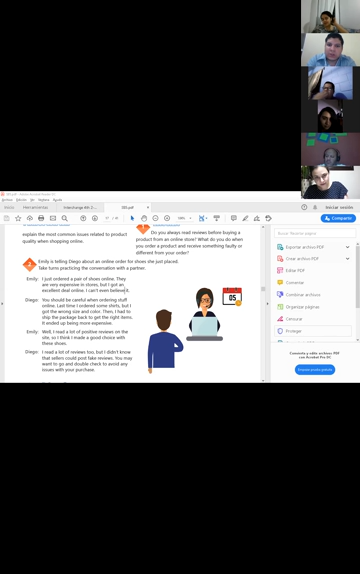 Inicio
Herramientas
Interchange 4th D...
005.pdf
Iniciar sesión
Compartir
explain the most common issues related to product
quality when shopping online.
Do you always read reviews before buying a
product from an online store? What do you do when
you order a product and receive something faulty or
different from your order?
Emily is telling Diego about an online order for shoes she just placed.
Take turns practicing the conversation with a partner.
Emily: I just ordered a pair of shoes online. They
are very expensive in stores, but I got an
excellent deal online. I can't even believe it.
Diego: You should be careful when ordering stuff
online. Last time I ordered some shirts, but I
got the wrong size and color. Then, I had to
ship the package back to get the right items.
It ended up being more expensive.
Emily: Well, I read a lot of positive reviews on the
site, so I think I made a good choice with
these shoes.
Diego: I read a lot of reviews too, but I didn't know
that sellers could post fake reviews. You may
want to go and double check to avoid any
issues with your purchase.
05
Exportar archivo PDF
Crear archivo PDF
Editar PDF
Comentar
Combinar archivos
Organizar páginas
Censurar
Proteger
Convierta y edite archivos PDF
con Acrobat Pro DC